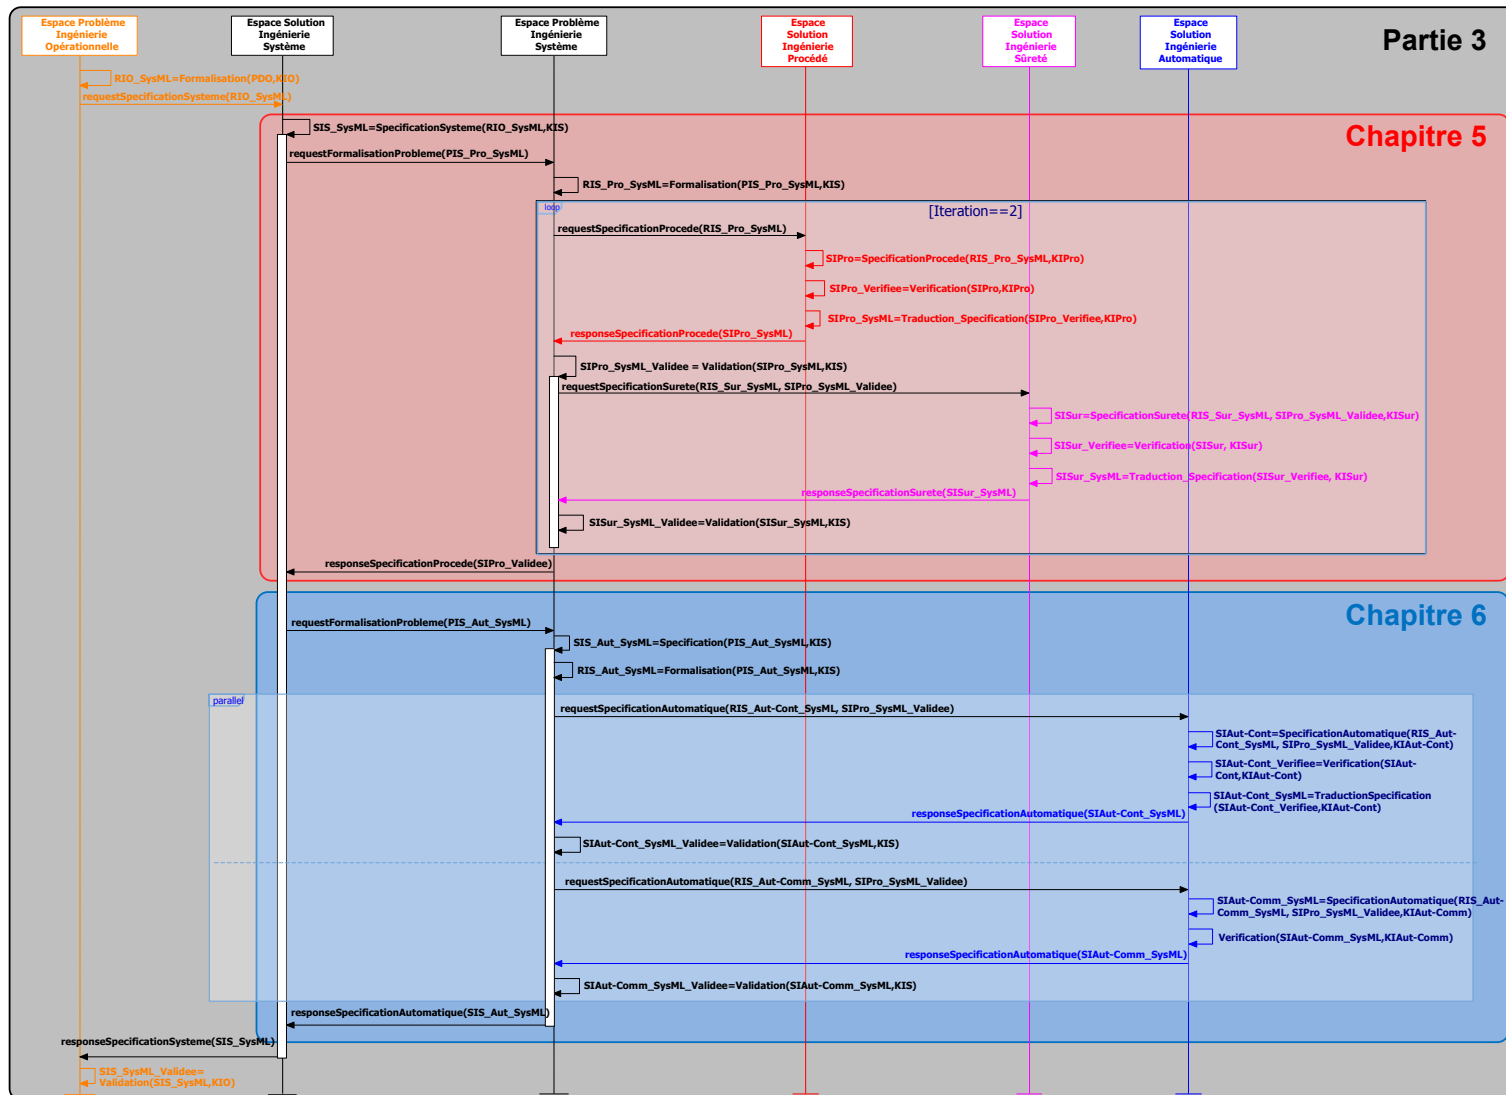 Espace Problème
Ingénierie
Opérationnelle
Espace Solution
Ingénierie
Système
Espace Problème
Ingénierie
Système
Espace
Solution
Ingénierie
Procédé
Espace
Solution
Ingénierie
Sûreté
Espace
Solution
Ingénierie
Automatique
Partie 3
RIO_SysML=Formalisation(PDO,KIO)
requestSpecificationSysteme(RIO_SysML)
Chapitre 5
SIS_SysML=SpecificationSysteme(RIO_SysML,KIS)
requestFormalisationProbleme(PIS_Pro_SysML)
RIS_Pro_SysML=Formalisation(PIS_Pro_SysML,KIS)
loop
[Iteration==2]
requestSpecificationProcede(RIS_Pro_SysML)
SIPro=SpecificationProcede(RIS_Pro_SysML,KIPro)
SIPro_Verifiee=Verification(SIPro,KIPro)
SIPro_SysML=Traduction_Specification(SIPro_Verifiee,KIPro)
responseSpecificationProcede(SIPro_SysML)
SIPro_SysML_Validee = Validation(SIPro_SysML,KIS)
requestSpecificationSurete(RIS_Sur_SysML, SIPro_SysML_Validee)
SISur=SpecificationSurete(RIS_Sur_SysML, SIPro_SysML_Validee,KISur)
SISur_Verifiee=Verification(SISur, KISur)
SISur_SysML=Traduction_Specification(SISur_Verifiee, KISur)
responseSpecificationSurete(SISur_SysML)
SISur_SysML_Validee=Validation(SISur_SysML,KIS)
responseSpecificationProcede(SIPro_Validee)
Chapitre 6
requestFormalisationProbleme(PIS_Aut_SysML)
SIS_Aut_SysML=Specification(PIS_Aut_SysML,KIS)
RIS_Aut_SysML=Formalisation(PIS_Aut_SysML,KIS)
parallel
requestSpecificationAutomatique(RIS_Aut-Cont_SysML, SIPro_SysML_Validee)
SIAut-Cont=SpecificationAutomatique(RIS_Aut-
Cont_SysML, SIPro_SysML_Validee,KIAut-Cont)
SIAut-Cont_Verifiee=Verification(SIAut-
Cont,KIAut-Cont)
SIAut-Cont_SysML=TraductionSpecification
(SIAut-Cont_Verifiee,KIAut-Cont)
responseSpecificationAutomatique(SIAut-Cont_SysML)
SIAut-Cont_SysML_Validee=Validation(SIAut-Cont_SysML,KIS)
requestSpecificationAutomatique(RIS_Aut-Comm_SysML, SIPro_SysML_Validee)
SIAut-Comm_SysML=SpecificationAutomatique(RIS_Aut-
Comm_SysML, SIPro_SysML_Validee,KIAut-Comm)
Verification(SIAut-Comm_SysML,KIAut-Comm)
responseSpecificationAutomatique(SIAut-Comm_SysML)
SIAut-Comm_SysML_Validee=Validation(SIAut-Comm_SysML,KIS)
responseSpecificationAutomatique(SIS_Aut_SysML)
responseSpecificationSysteme(SIS_SysML)
SIS_SysML_Validee=
Validation(SIS_SysML,KIO)